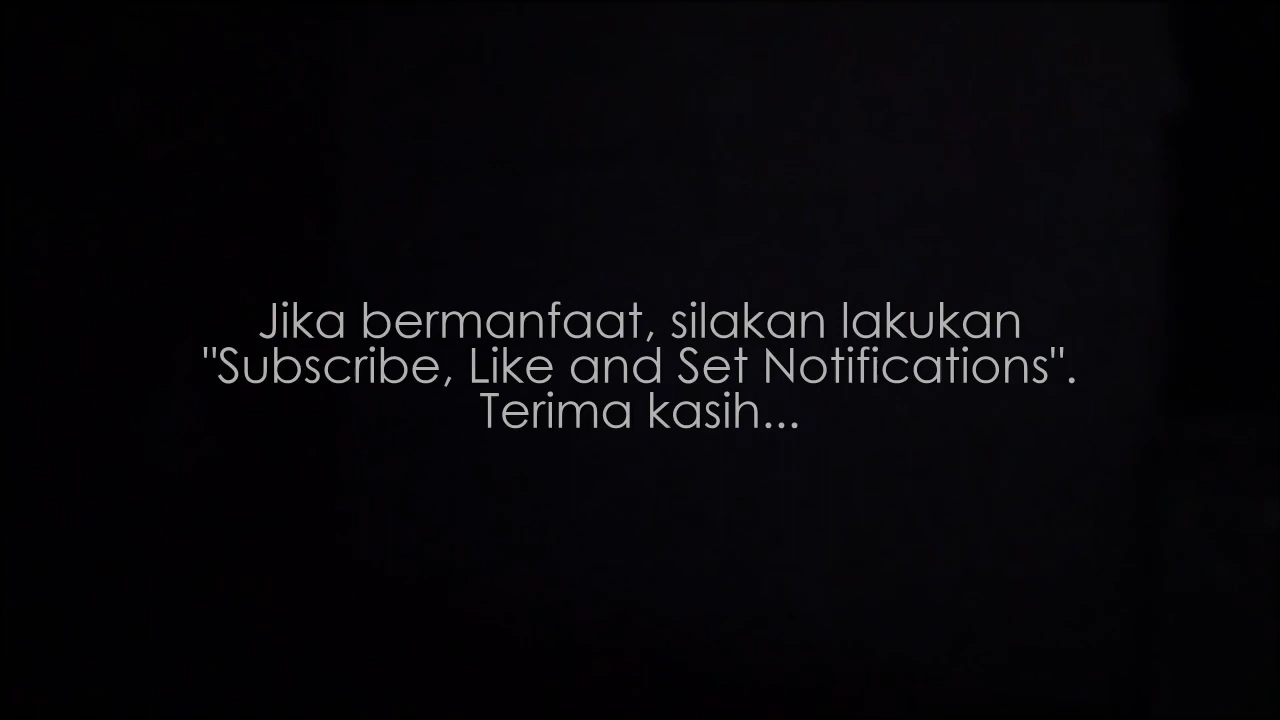 Jika bermanfaat, silakan lakukan
"Subscribe, Like and Set Notifications".
Terima kasih...